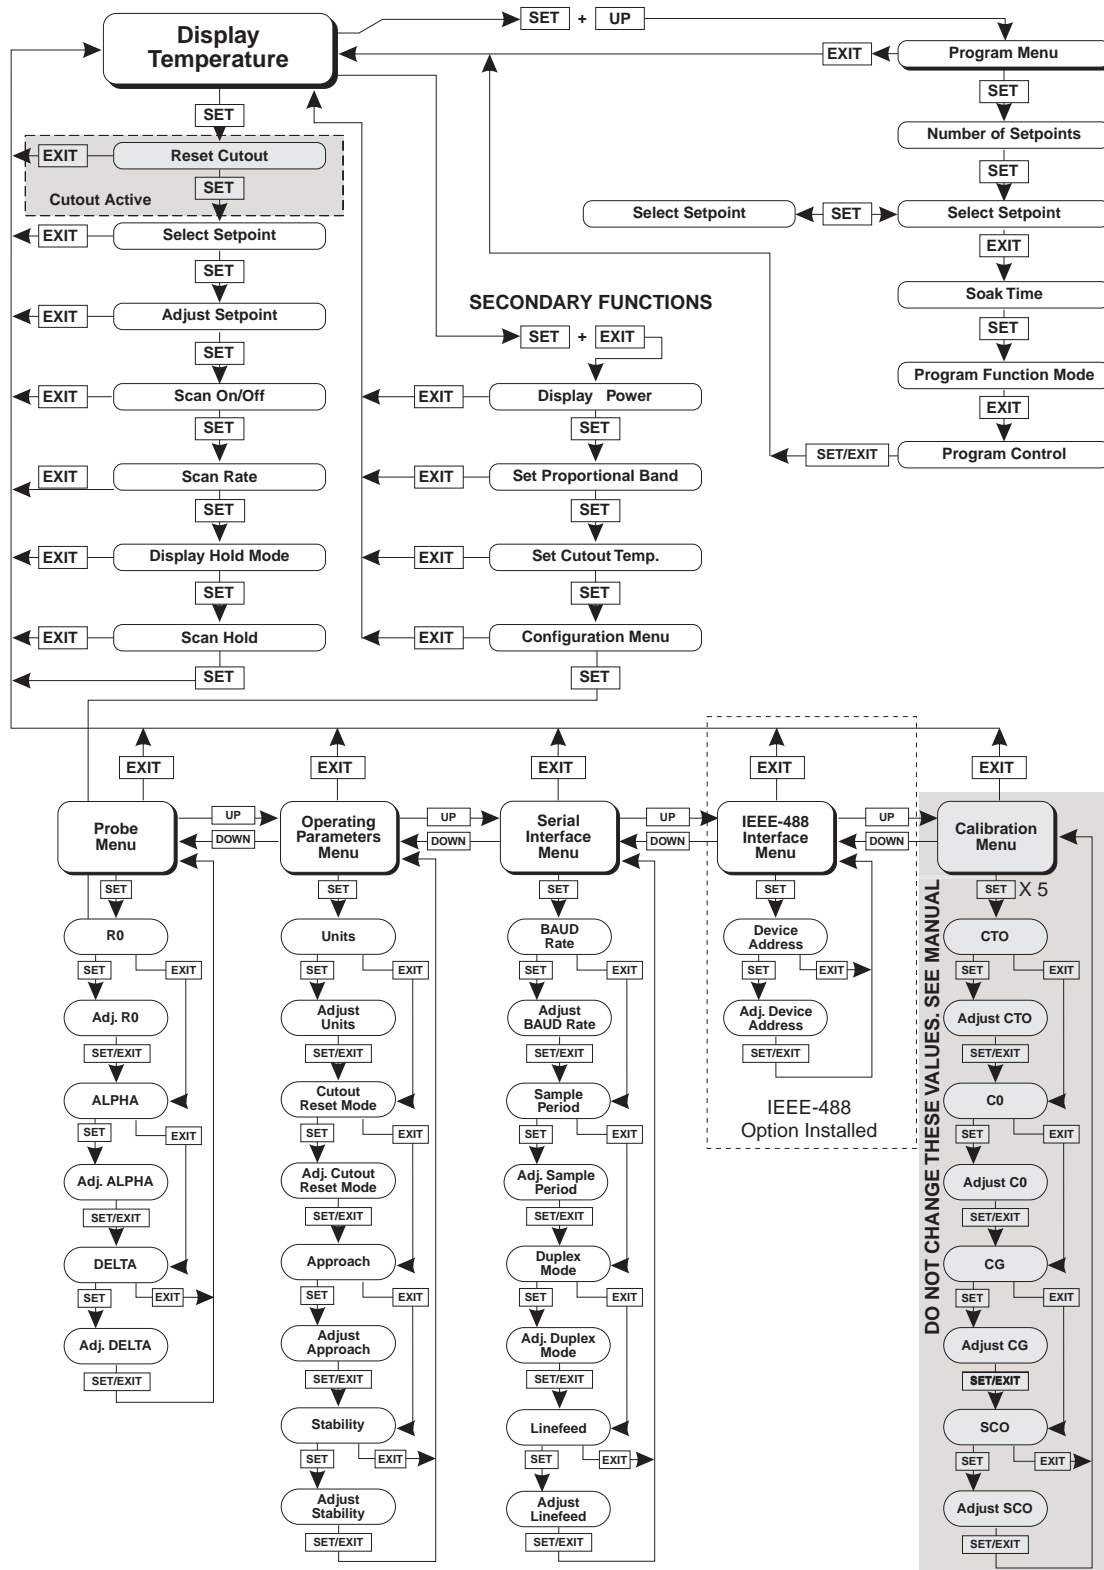 Display
Temperature
SET + UP
EXIT
Program Menu
SET
Number of Setpoints
SET
Select Setpoint
SET
Select Setpoint
EXIT
Soak Time
SET
Program Function Mode
EXIT
Program Control
SET/EXIT
SET
EXIT
Reset Cutout
SET
Cutout Active
EXIT
Select Setpoint
SET
EXIT
Adjust Setpoint
SET
EXIT
Scan On/Off
SET
EXIT
Scan Rate
SET
EXIT
Display Hold Mode
SET
EXIT
Scan Hold
SET
SECONDARY FUNCTIONS
SET + EXIT
EXIT
Display Power
SET
EXIT
Set Proportional Band
SET
EXIT
Set Cutout Temp.
SET
EXIT
Configuration Menu
SET
EXIT
Probe
Menu
UP
DOWN
SET
R0
SET
EXIT
Adj. R0
SET/EXIT
ALPHA
SET
EXIT
Adj. ALPHA
SET/EXIT
DELTA
SET
EXIT
Adj. DELTA
SET/EXIT
EXIT
Operating
Parameters
Menu
UP
DOWN
SET
Units
SET
EXIT
Adjust
Units
SET/EXIT
Cutout
Reset Mode
SET
EXIT
Adj. Cutout
Reset Mode
SET/EXIT
Approach
SET
EXIT
Adjust
Approach
SET/EXIT
Stability
SET
EXIT
Adjust
Stability
SET/EXIT
EXIT
Serial
Interface
Menu
UP
DOWN
SET
BAUD
Rate
SET
EXIT
Adjust
BAUD Rate
SET/EXIT
Sample
Period
SET
EXIT
Adj. Sample
Period
SET/EXIT
Duplex
Mode
SET
EXIT
Adj. Duplex
Mode
SET/EXIT
Linefeed
SET
EXIT
Adjust
Linefeed
SET/EXIT
EXIT
IEEE-488
Interface
Menu
UP
DOWN
SET
Device
Address
SET
EXIT
Adj. Device
Address
SET/EXIT
IEEE-488
Option Installed
EXIT
Calibration
Menu
SET X 5
DO NOT CHANGE THESE VALUES. SEE MANUAL
CTO
SET
EXIT
Adjust CTO
SET/EXIT
C0
SET
EXIT
Adjust C0
SET/EXIT
CG
SET
EXIT
Adjust CG
SET/EXIT
SCO
SET
EXIT
Adjust SCO
SET/EXIT